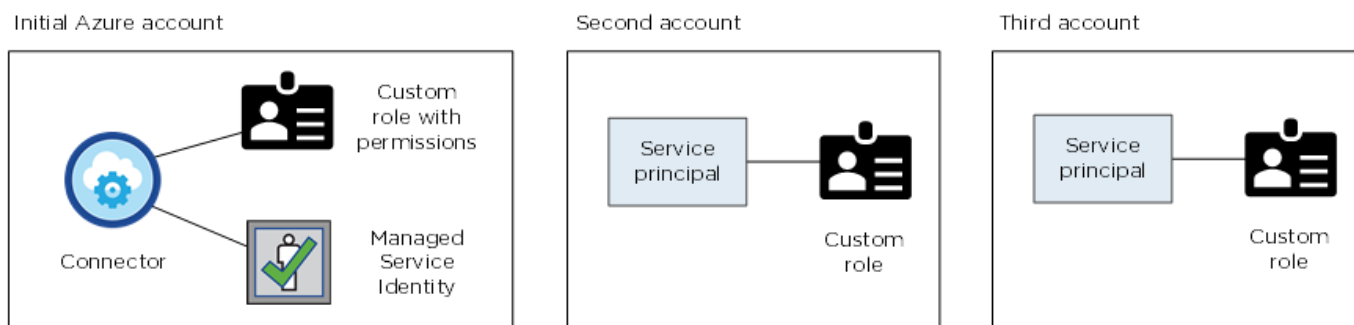 Initial Azure account
Custom
role with
permissions
Connector
Managed
Service
Identity
Second account
Service
principal
Custom
role
Third account
Service
principal
Custom
role